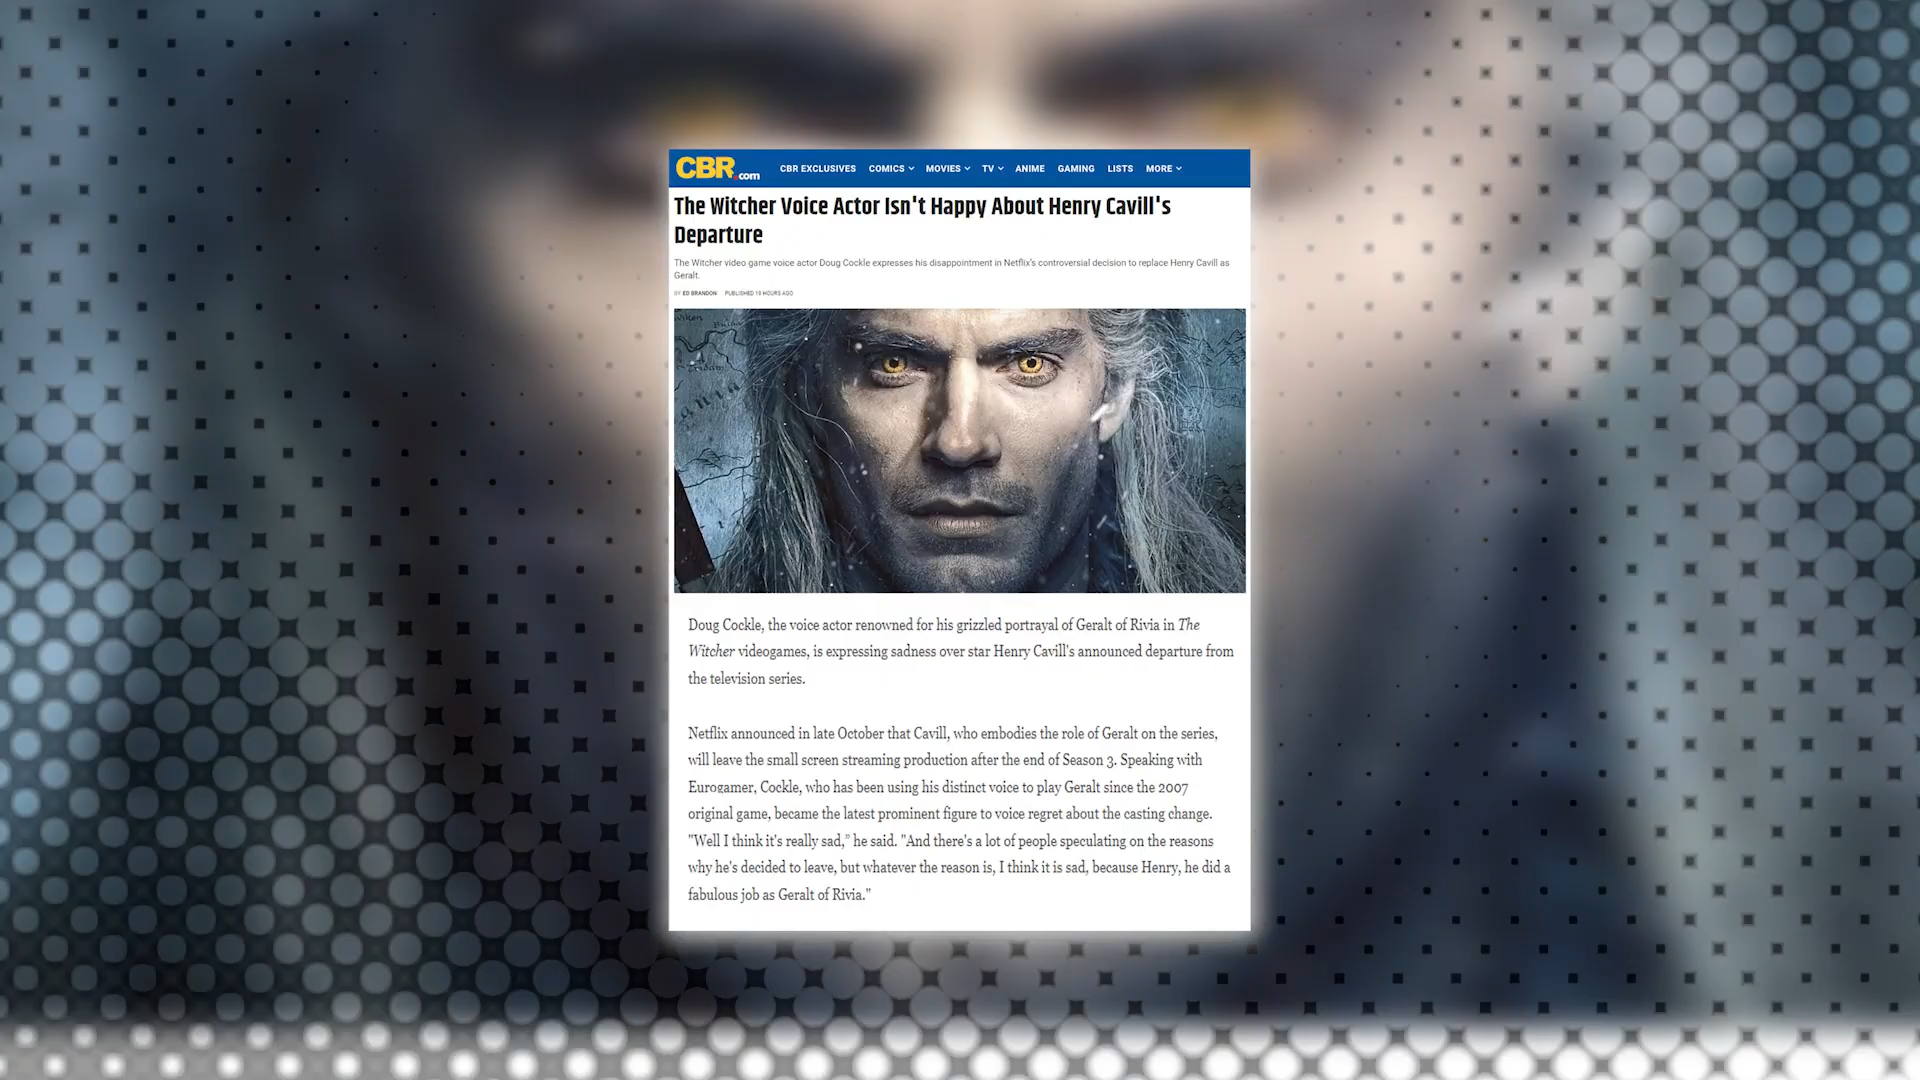 CBR.com CBR EXCLUSIVES COMICS MOVIES TV ANIME GAMING LISTS MORE
The Witcher Voice Actor Isn't Happy About Henry Cavill's
Departure
The Witcher video game voice actor Doug Cockle expresses his disappointment in Netflix's controversial decision to replace Henry Cavill as
Geralt.
BY ED BRANDON PUBLISHED 19 HOURS AGO
Doug Cockle, the voice actor renowned for his grizzled portrayal of Geralt of Rivia in The
Witcher videogames, is expressing sadness over star Henry Cavill's announced departure from
the television series.
Netflix announced in late October that Cavill, who embodies the role of Geralt on the series,
will leave the small screen streaming production after the end of Season 3. Speaking with
Eurogamer, Cockle, who has been using his distinct voice to play Geralt since the 2007
original game, became the latest prominent figure to voice regret about the casting change.
"Well I think it's really sad," he said. "And there's a lot of people speculating on the reasons
why he's decided to leave, but whatever the reason is, I think it is sad, because Henry, he did a
fabulous job as Geralt of Rivia."